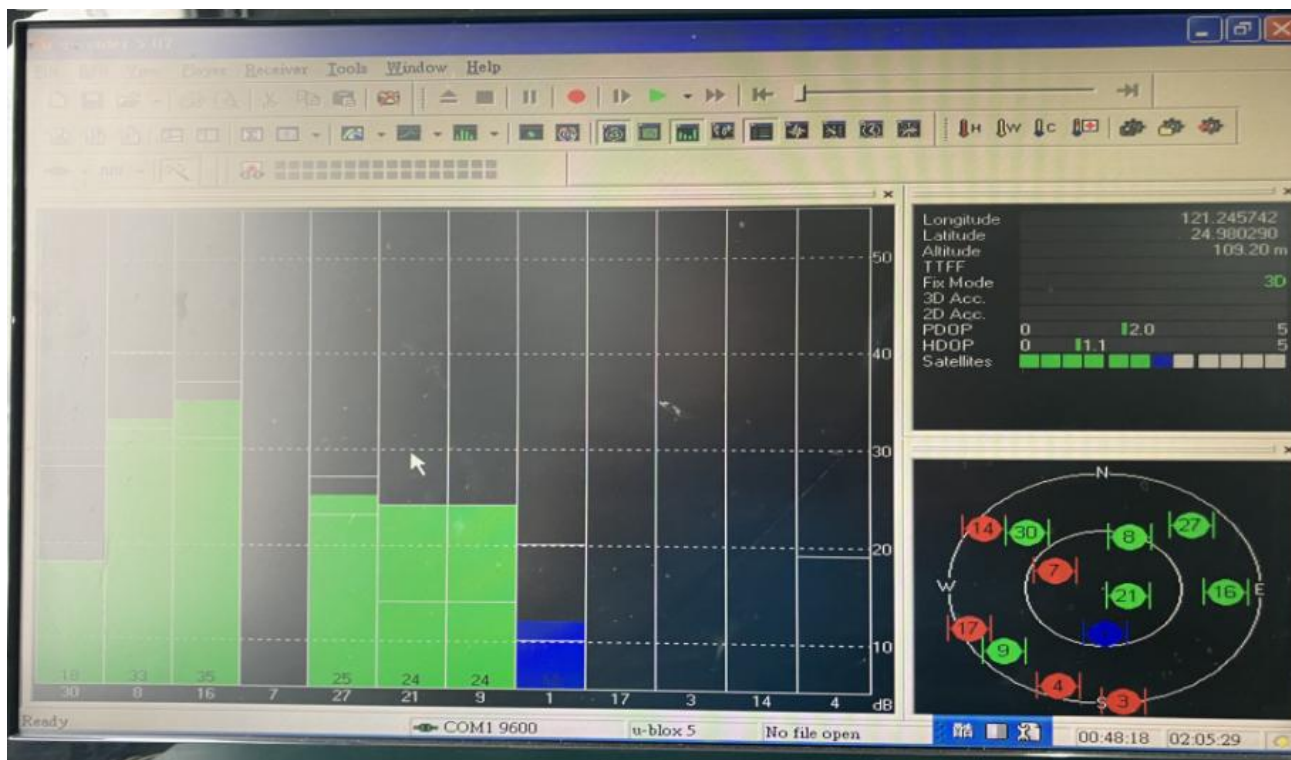 Receiver Tools Window Help
H W C
Longitude 121.245742
Latitude 24.980290
Altitude 109.20 m
TTFF
Fix Mode 3D
3D Acc.
2D Acc.
PDOP 0 2.0 5
HDOP 0 1.1 5
Satellites
50
40
30
20
10
18 33 35 25 24 24
30 8 16 7 27 21 9 1 17 3 14 4 dB
N
14 30 8 27
7
W 21 16 E
17
9
4 S 3
Ready COM1 9600 u-blox 5 No file open 00:48:18 02:05:29